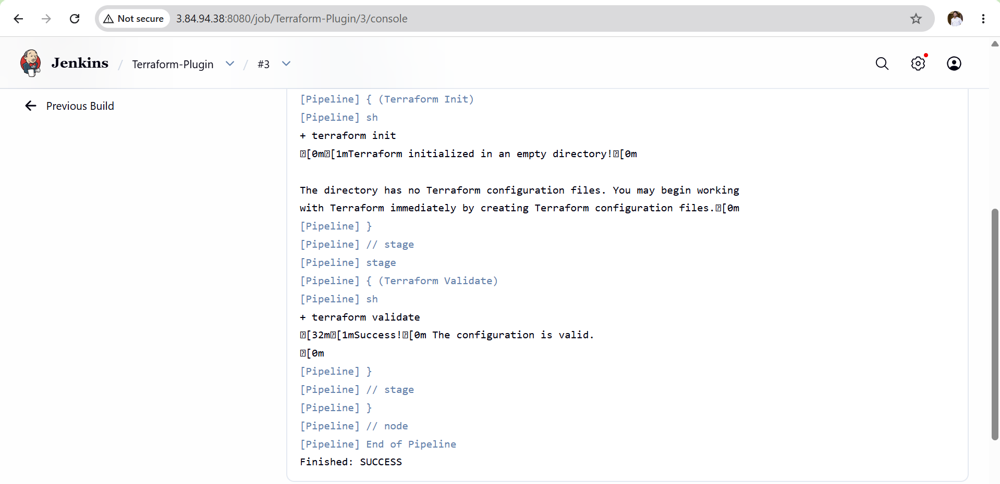 Not secure 3.84.94.38:8080/job/Terraform-Plugin/3/console
Jenkins / Terraform-Plugin / #3
Previous Build
[Pipeline] { (Terraform Init)
[Pipeline] sh
+ terraform init
�[0m�[1mTerraform initialized in an empty directory!�[0m
The directory has no Terraform configuration files. You may begin working
with Terraform immediately by creating Terraform configuration files.�[0m
[Pipeline] }
[Pipeline] // stage
[Pipeline] stage
[Pipeline] { (Terraform Validate)
[Pipeline] sh
+ terraform validate
�[32m�[1mSuccess!�[0m The configuration is valid.
�[0m
[Pipeline] }
[Pipeline] // stage
[Pipeline] }
[Pipeline] // node
[Pipeline] End of Pipeline
Finished: SUCCESS